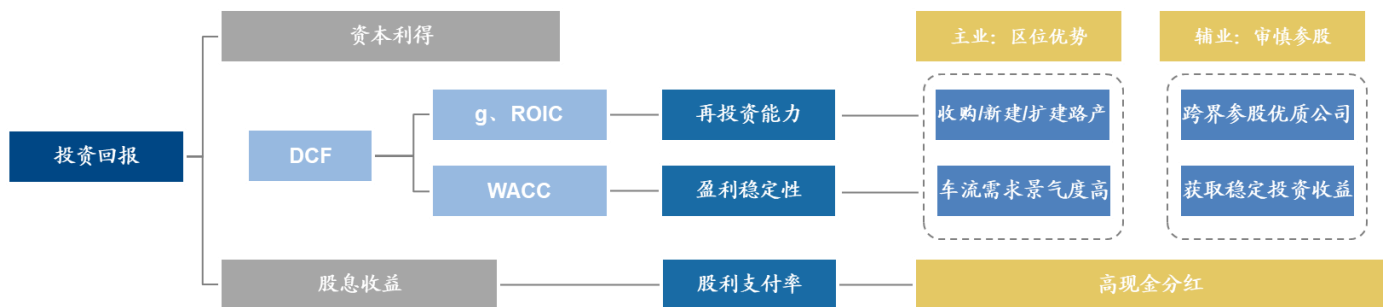 资本利得
主业：区位优势
辅业：审慎参股
g、ROIC
再投资能力
收购/新建/扩建路产
跨界参股优质公司
投资回报
DCF
WACC
盈利稳定性
车流需求景气度高
获取稳定投资收益
股息收益
股利支付率
高现金分红